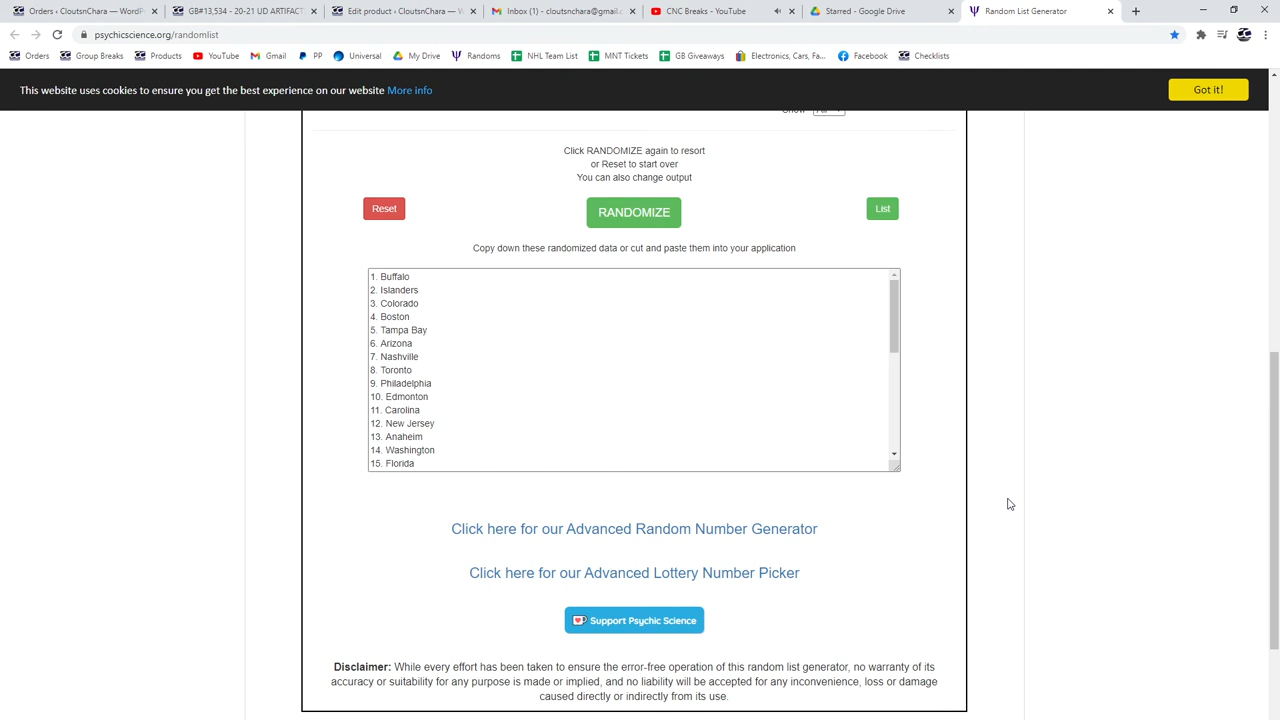 Orders ‹ CloutsnChara — WordPr
GB#13,534 - 20-21 UD ARTIFACT
Edit product ‹ CloutsnChara — W
Inbox (1) - cloutsnchara@gmail.c
CNC Breaks - YouTube
Starred - Google Drive
Random List Generator
psychicscience.org/randomlist
Orders
Group Breaks
Products
YouTube
Gmail
PP
Universal
My Drive
Randoms
NHL Team List
MNT Tickets
GB Giveaways
Electronics, Cars, Fa...
Facebook
Checklists
This website uses cookies to ensure you get the best experience on our website More info
Got it!
Show All
Click RANDOMIZE again to resort
or Reset to start over
You can also change output
Reset
RANDOMIZE
List
Copy down these randomized data or cut and paste them into your application
1. Buffalo
2. Islanders
3. Colorado
4. Boston
5. Tampa Bay
6. Arizona
7. Nashville
8. Toronto
9. Philadelphia
10. Edmonton
11. Carolina
12. New Jersey
13. Anaheim
14. Washington
15. Florida
Click here for our Advanced Random Number Generator
Click here for our Advanced Lottery Number Picker
Support Psychic Science
Disclaimer: While every effort has been taken to ensure the error-free operation of this random list generator, no warranty of its
accuracy or suitability for any purpose is made or implied, and no liability will be accepted for any inconvenience, loss or damage
caused directly or indirectly from its use.